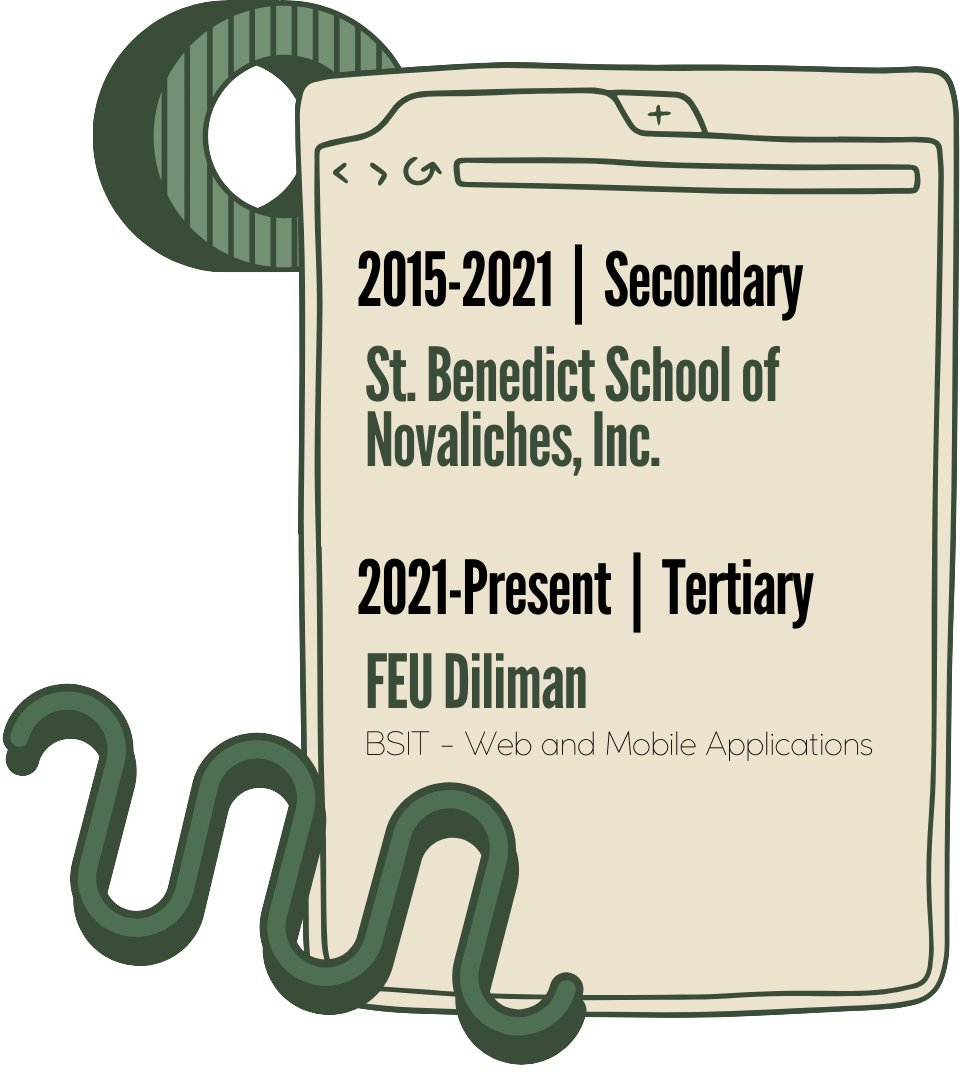 2015-2021 | Secondary
St. Benedict School of
Novaliches, Inc.
2021-Present | Tertiary
FEU Diliman
BSIT - Web and Mobile Applications